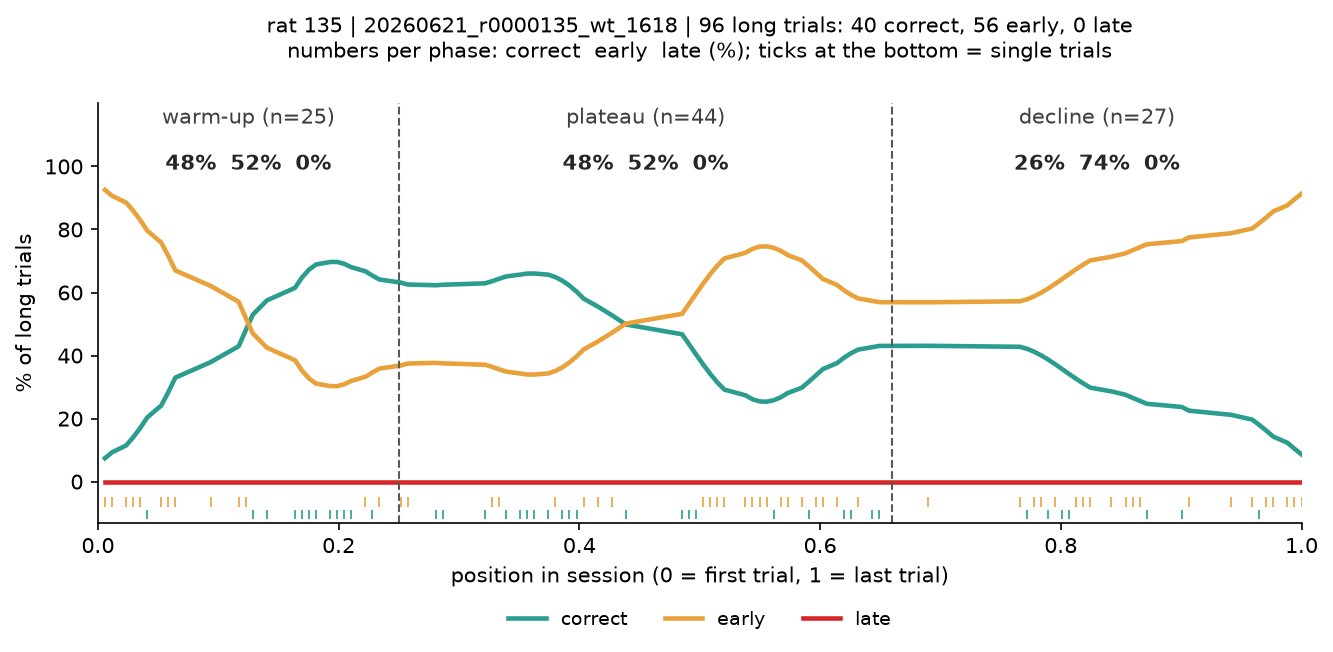 rat 135 | 20260621_r0000135_wt_1618 | 96 long trials: 40 correct, 56 early, 0 late
numbers per phase: correct  early  late (%); ticks at the bottom = single trials
warm-up (n=25)
plateau (n=44)
decline (n=27)
48%  52%  0%
48%  52%  0%
26%  74%  0%
% of long trials
100
80
60
40
20
0
0.0
0.2
0.4
0.6
0.8
1.0
position in session (0 = first trial, 1 = last trial)
correct
early
late